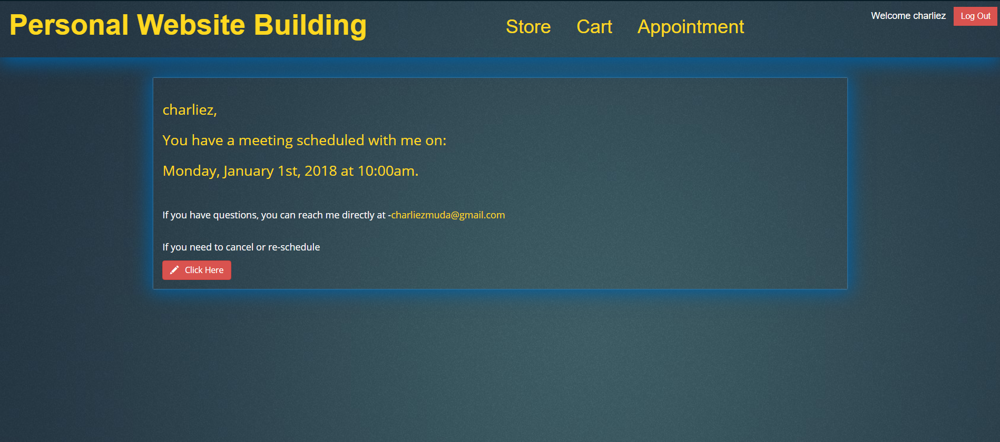 Personal Website Building
Store Cart Appointment
Welcome charliez Log Out
charliez,
You have a meeting scheduled with me on:
Monday, January 1st, 2018 at 10:00am.
If you have questions, you can reach me directly at -charliezmuda@gmail.com
If you need to cancel or re-schedule
Click Here